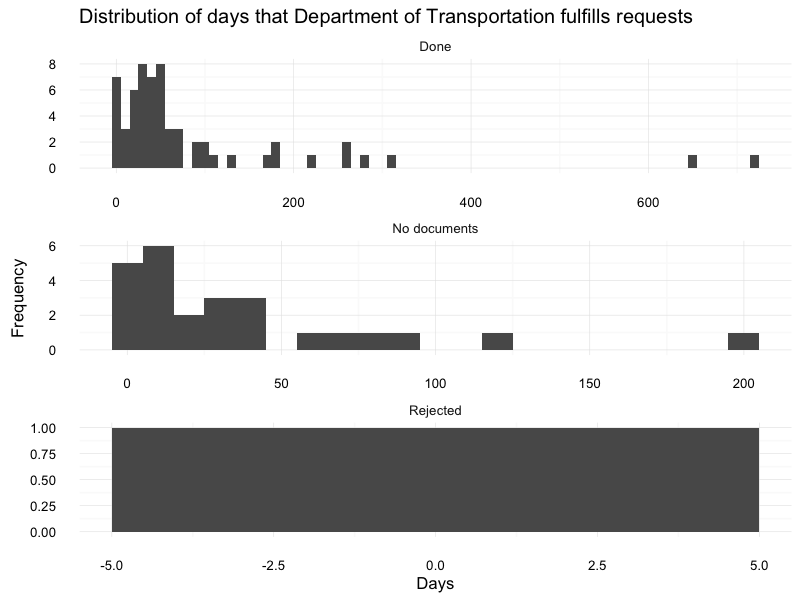 Distribution of days that Department of Transportation fulfills requests
Done
8
6
4
2
0
0 200 400 600
No documents
6
4
2
0
0 50 100 150 200
Rejected
1.00
0.75
0.50
0.25
0.00
-5.0 -2.5 0.0 2.5 5.0
Days
Frequency